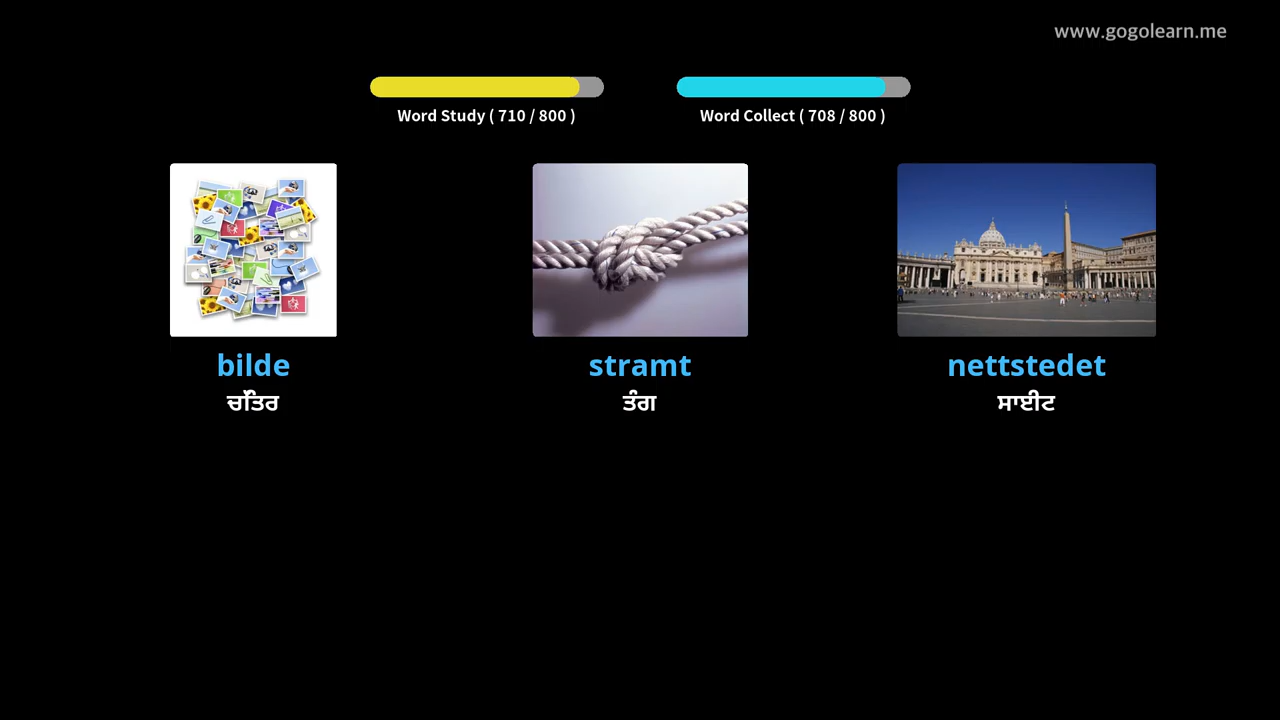 www.gogolearn.me
Word Study ( 710 / 800 )
Word Collect ( 708 / 800 )
bilde
stramt
nettstedet
ਚਿੱਤਰ
ਤੰਗ
ਸਾਈਟ